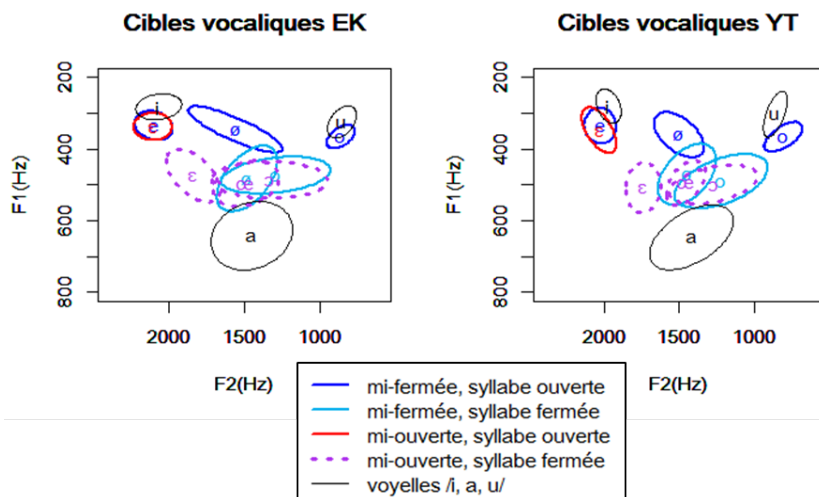 Cibles vocaliques EK
Cibles vocaliques YT
200
400
600
800
F1(Hz)
2000
1500
1000
F2(Hz)
i
e
ɛ
ø
u
o
ɛ
ø
œ
ɔ
o
a
200
400
600
800
F1(Hz)
2000
1500
1000
F2(Hz)
i
e
ɛ
ø
u
o
ɛ
ø
œ
ɔ
o
a
mi-fermée, syllabe ouverte
mi-fermée, syllabe fermée
mi-ouverte, syllabe ouverte
mi-ouverte, syllabe fermée
voyelles /i, a, u/